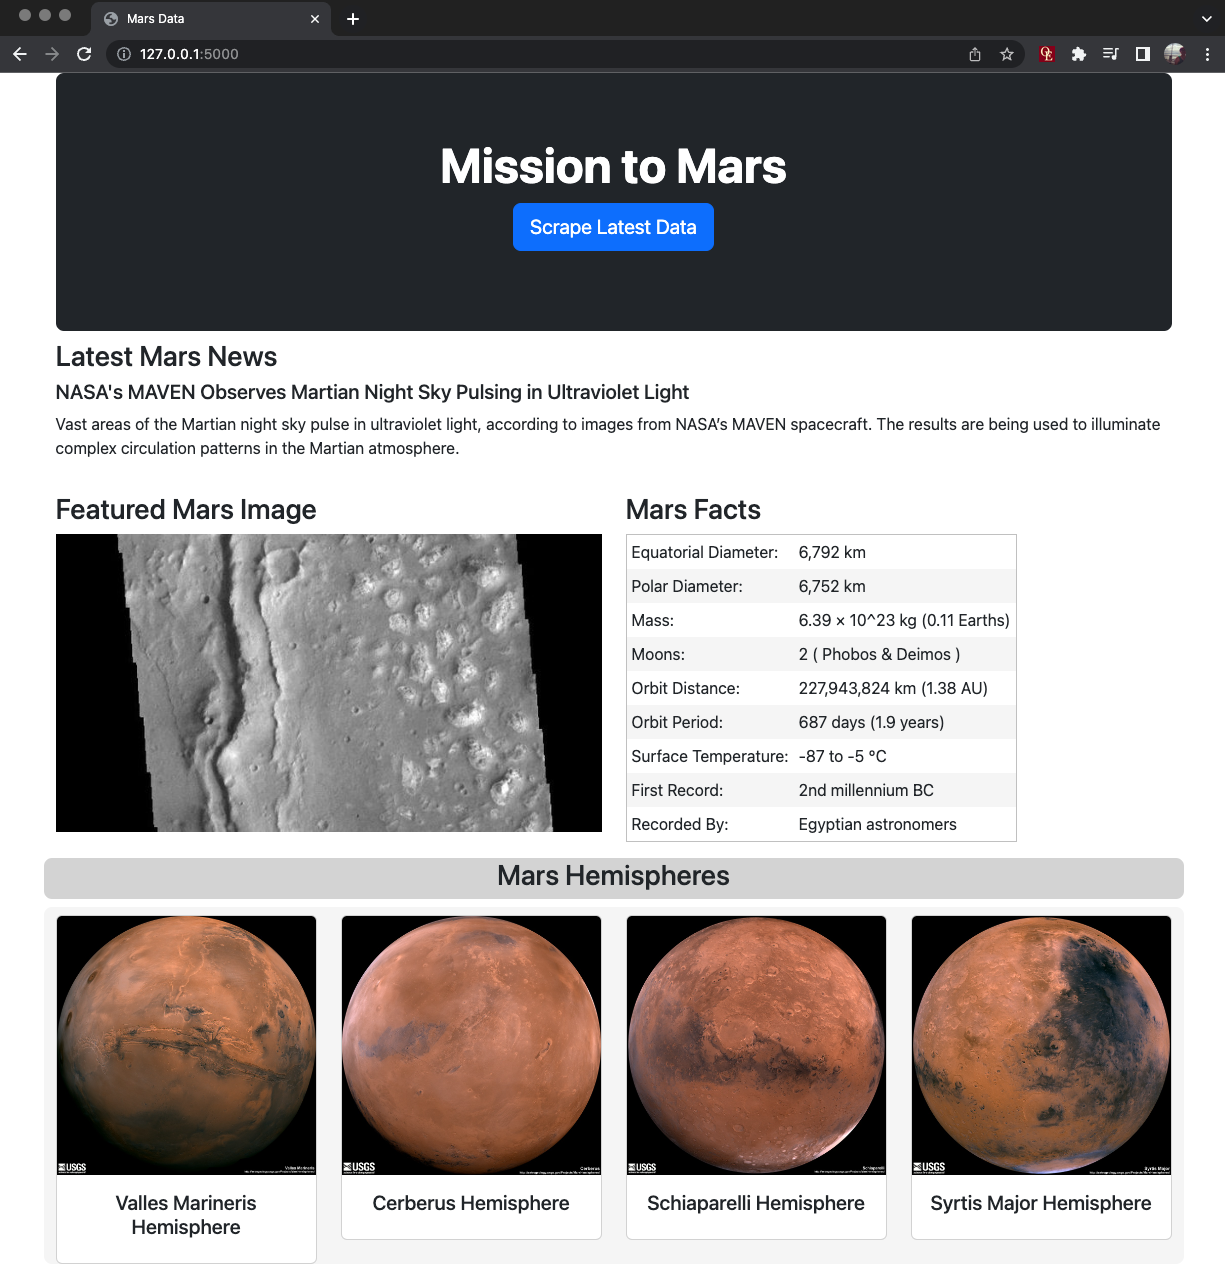 Mars Data
127.0.0.1:5000
Mission to Mars
Scrape Latest Data
Latest Mars News
NASA's MAVEN Observes Martian Night Sky Pulsing in Ultraviolet Light
Vast areas of the Martian night sky pulse in ultraviolet light, according to images from NASA’s MAVEN spacecraft. The results are being used to illuminate
complex circulation patterns in the Martian atmosphere.
Featured Mars Image
Mars Facts
Equatorial Diameter: 6,792 km
Polar Diameter: 6,752 km
Mass: 6.39 × 10^23 kg (0.11 Earths)
Moons: 2 ( Phobos & Deimos )
Orbit Distance: 227,943,824 km (1.38 AU)
Orbit Period: 687 days (1.9 years)
Surface Temperature: -87 to -5 °C
First Record: 2nd millennium BC
Recorded By: Egyptian astronomers
Mars Hemispheres
USGS
Valles Marineris
USGS
Cerberus
USGS
Schiaparelli
USGS
Syrtis Major
Valles Marineris
Hemisphere
Cerberus Hemisphere
Schiaparelli Hemisphere
Syrtis Major Hemisphere